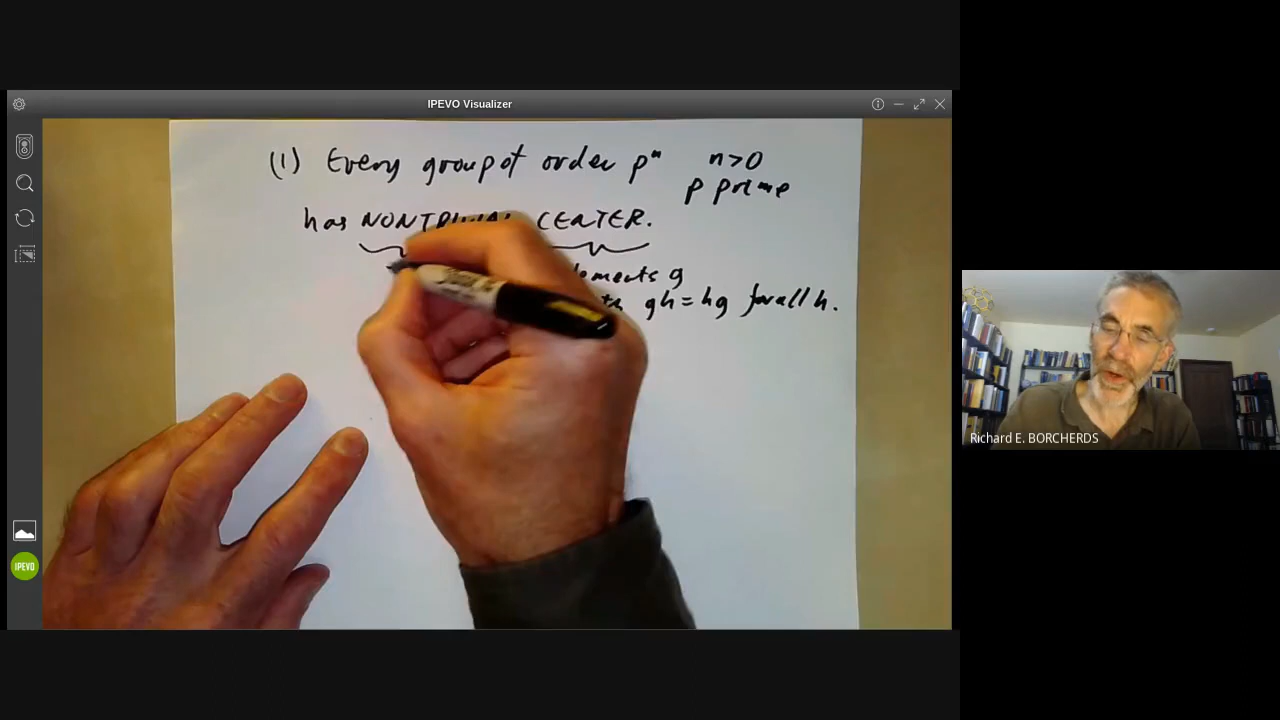 IPEVO Visualizer
(1) Every group of order pⁿ n>0
p prime
has NONTRIVIAL CENTER.
elements g
gh = hg for all h.
Richard E. BORCHERDS
IPEVO